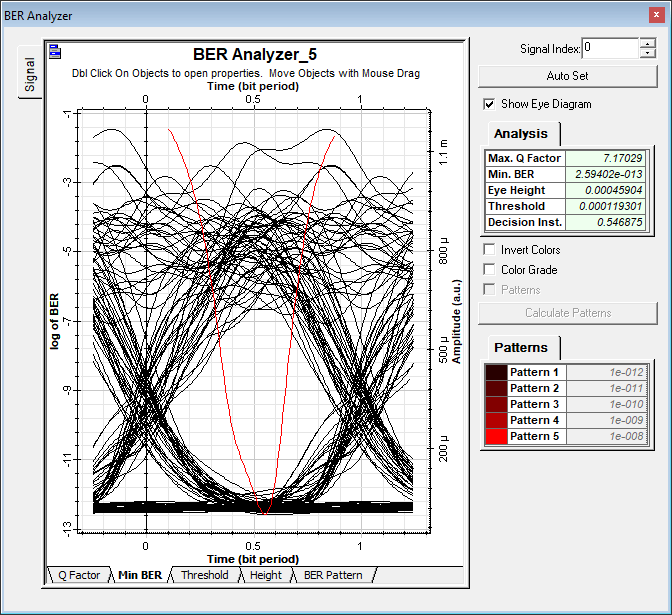 BER Analyzer
Signal
BER Analyzer_5
Dbl Click On Objects to open properties. Move Objects with Mouse Drag
Time (bit period)
0 0.5 1
-1
-3
-5
-7
-9
-11
-13
log of BER
1.1 m
800 µ
500 µ
200 µ
Amplitude (a.u.)
0 0.5 1
Time (bit period)
Q Factor Min BER Threshold Height BER Pattern
Signal Index: 0
Auto Set
Show Eye Diagram
Analysis
Max. Q Factor 7.17029
Min. BER 2.59402e-013
Eye Height 0.00045904
Threshold 0.000119301
Decision Inst. 0.546875
Invert Colors
Color Grade
Patterns
Calculate Patterns
Patterns
Pattern 1 1e-012
Pattern 2 1e-011
Pattern 3 1e-010
Pattern 4 1e-009
Pattern 5 1e-008